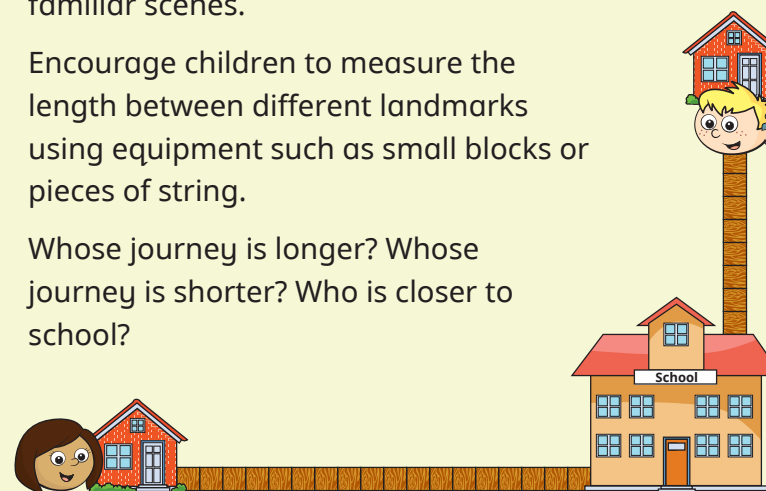 familiar scenes.
Encourage children to measure the
length between different landmarks
using equipment such as small blocks or
pieces of string.
Whose journey is longer? Whose
journey is shorter? Who is closer to
school?
School